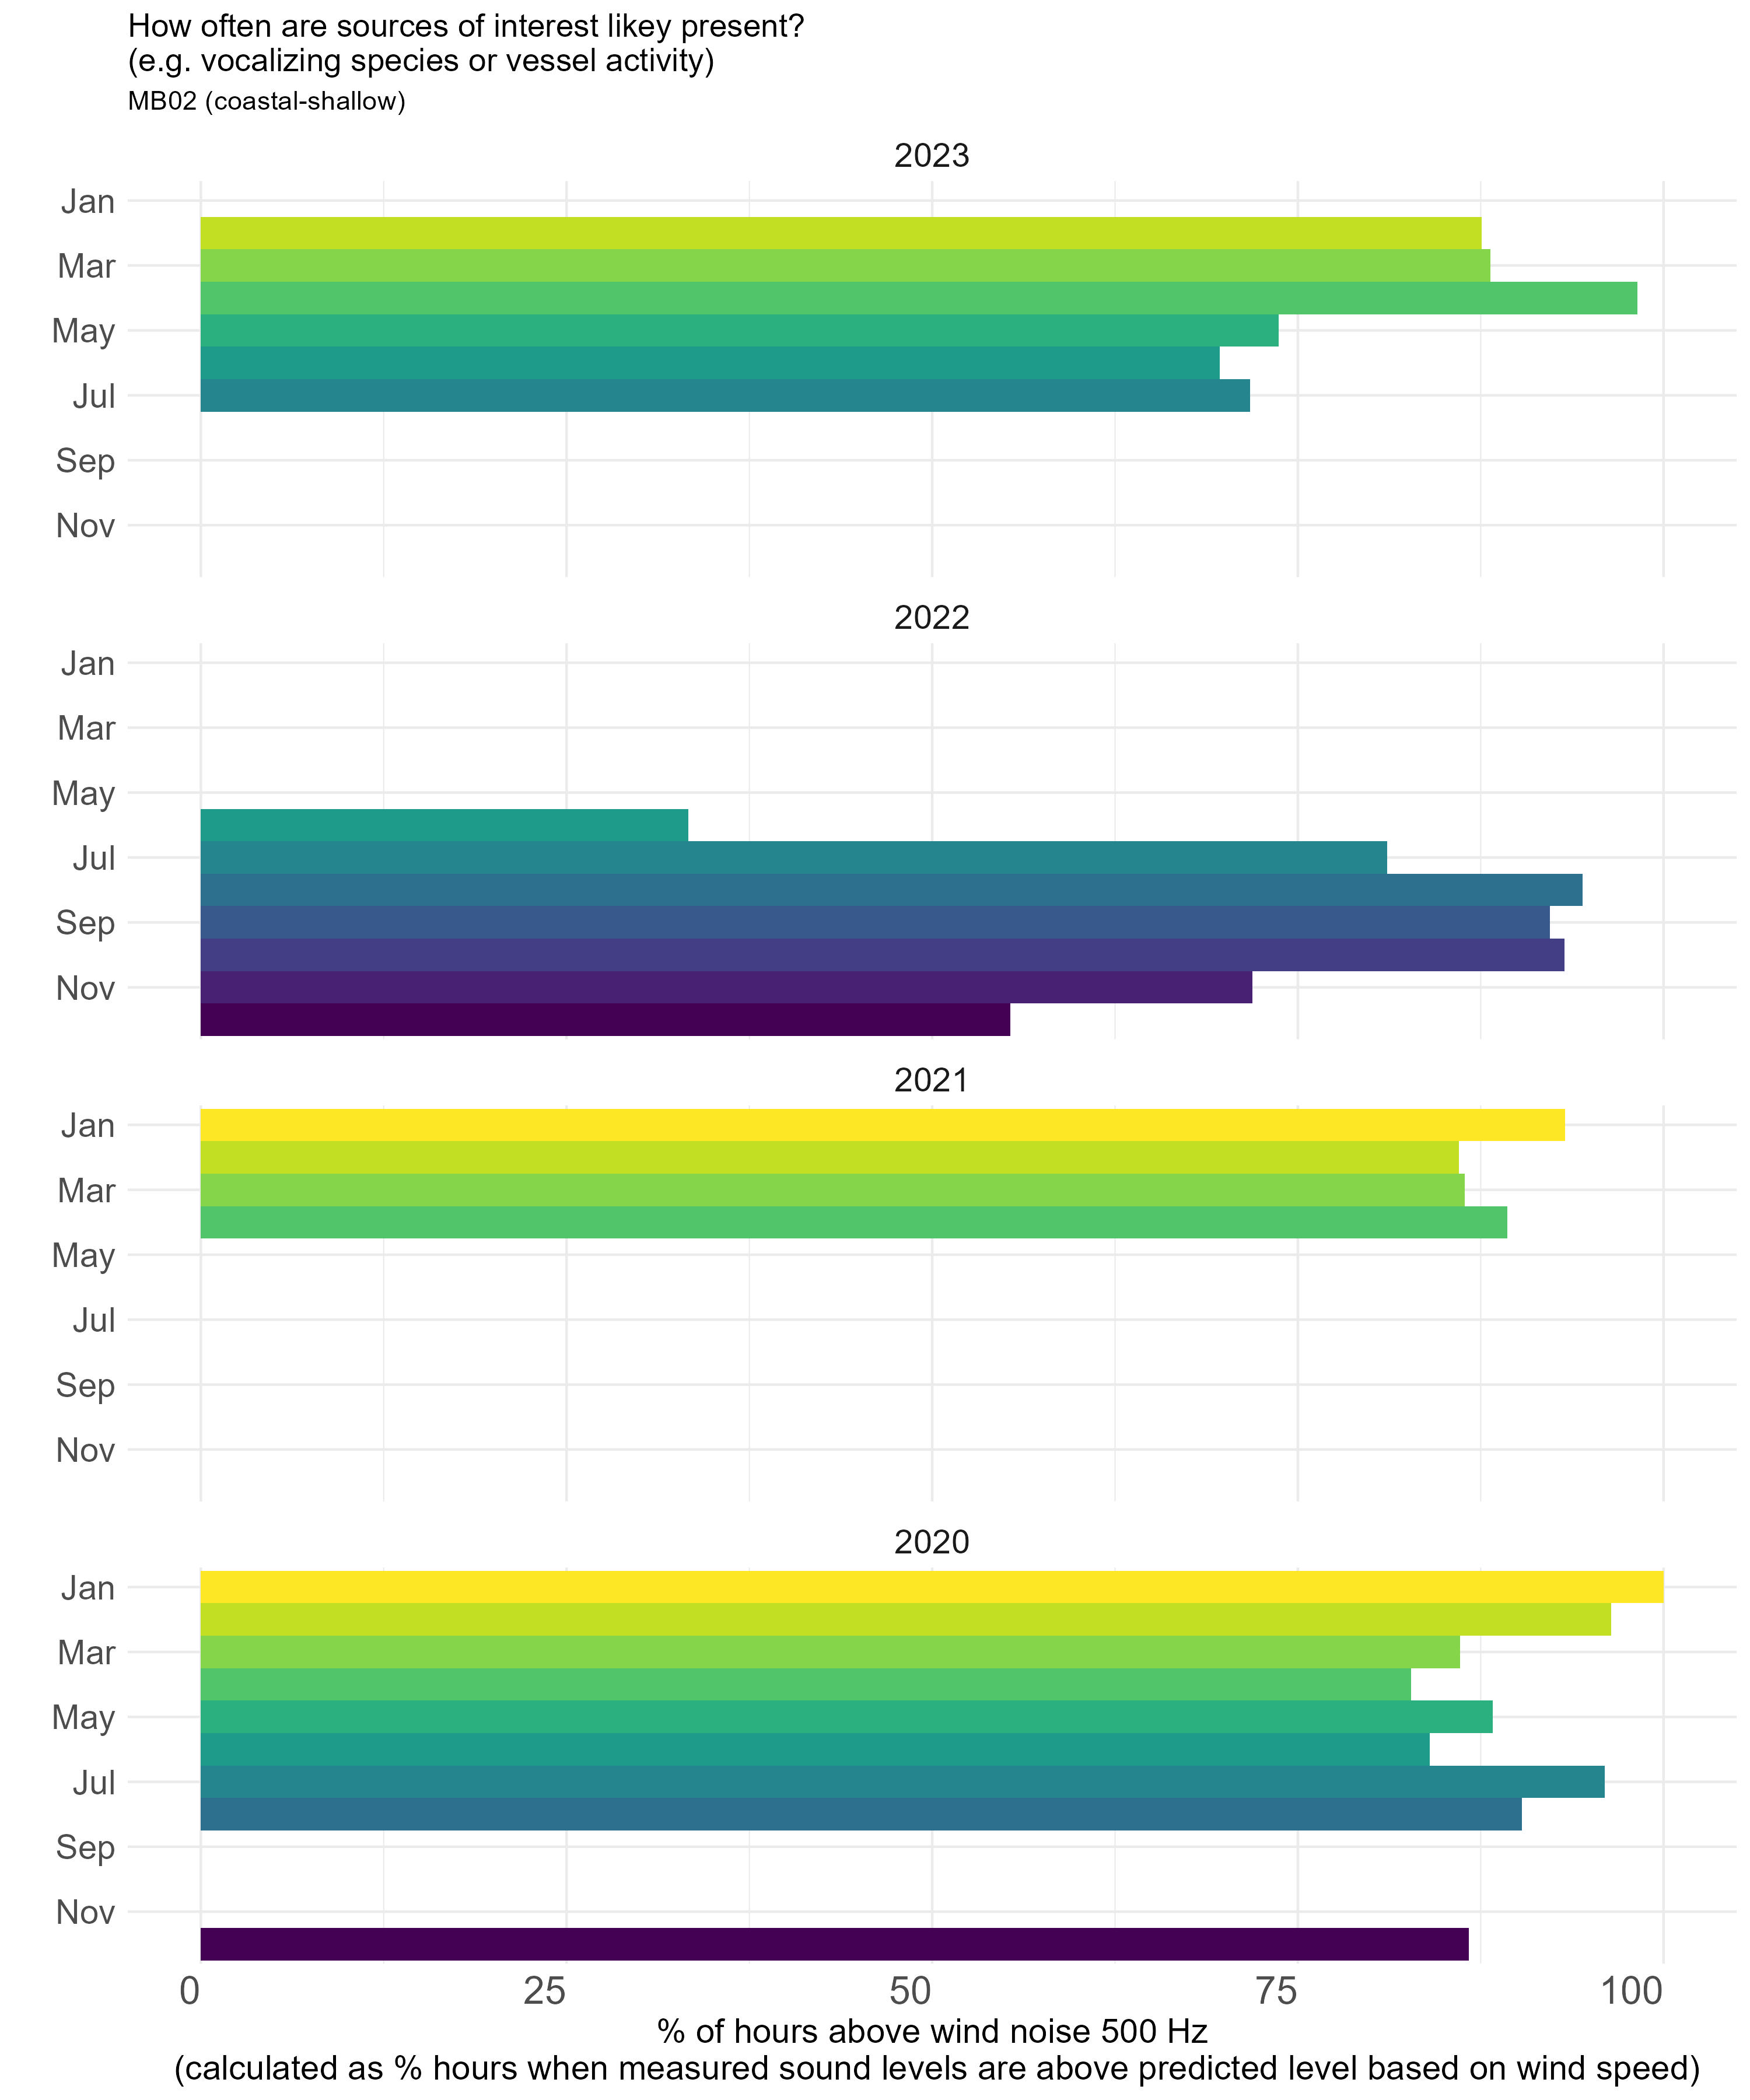 How often are sources of interest likey present?
(e.g. vocalizing species or vessel activity)
MB02 (coastal-shallow)
2023
Jan
Mar
May
Jul
Sep
Nov
2022
Jan
Mar
May
Jul
Sep
Nov
2021
Jan
Mar
May
Jul
Sep
Nov
2020
Jan
Mar
May
Jul
Sep
Nov
0 25 50 75 100
% of hours above wind noise 500 Hz
(calculated as % hours when measured sound levels are above predicted level based on wind speed)